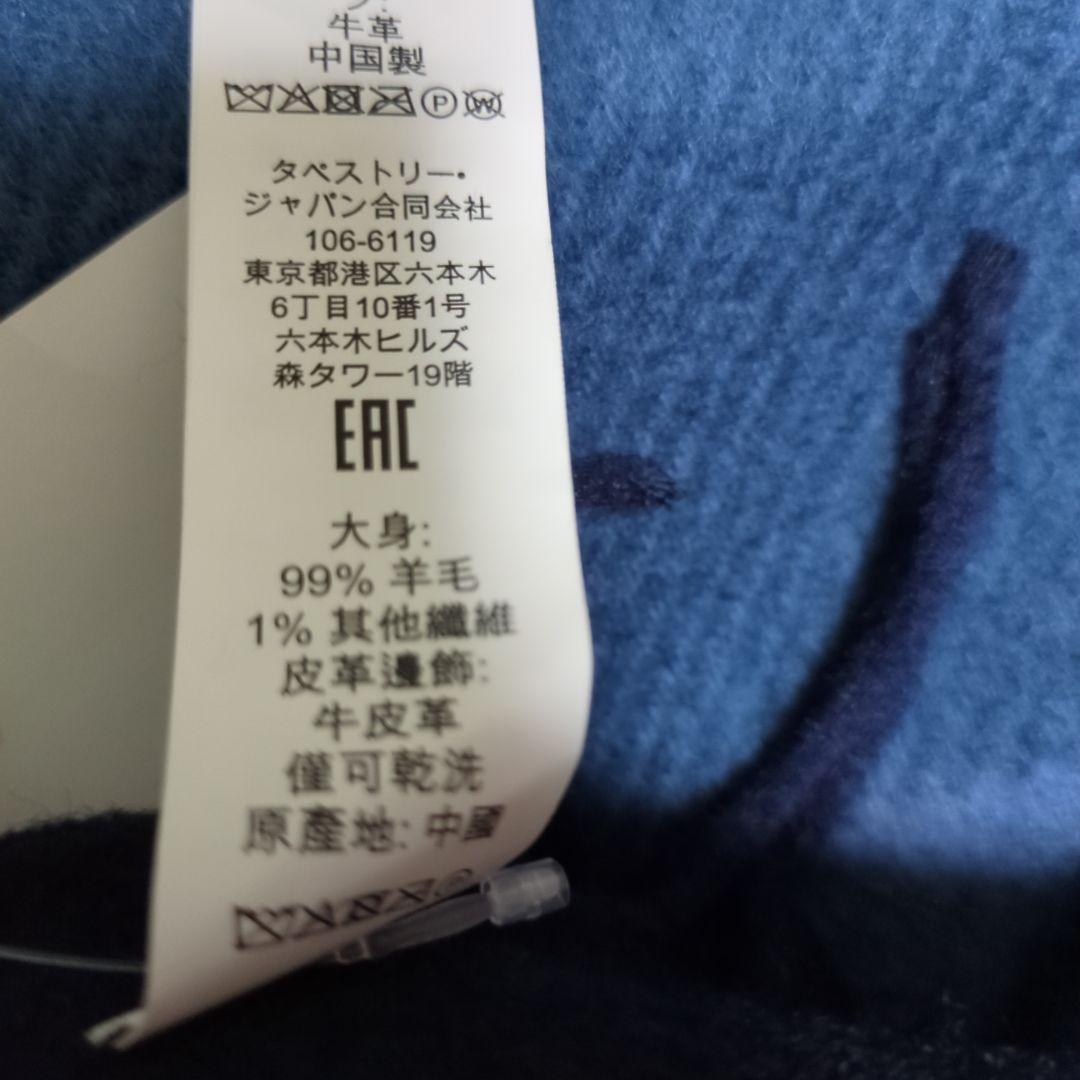 牛革
中国製
P W
タペストリー・
ジャパン合同会社
106-6119
東京都港区六本木
6丁目10番1号
六本木ヒルズ
森タワー19階
EAC
大身:
99% 羊毛
1% 其他纖維
皮革邊飾:
牛皮革
僅可乾洗
原產地: 中國